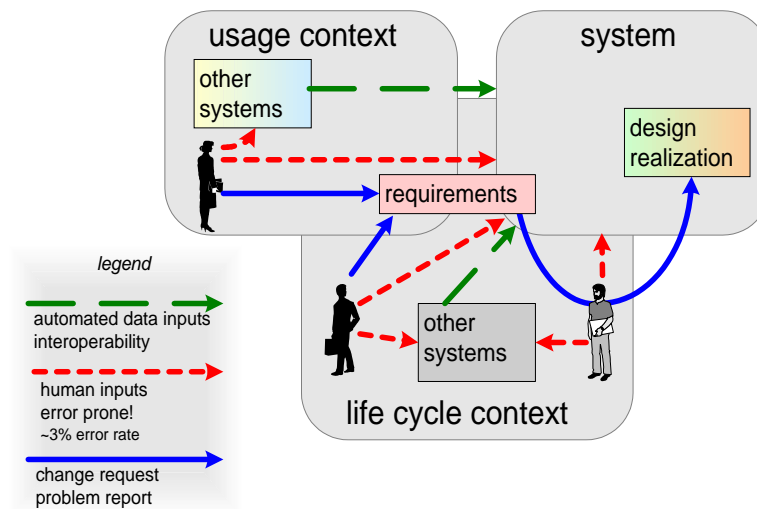 usage context
system
other
systems
design
realization
requirements
legend
automated data inputs
interoperability
human inputs
error prone!
~3% error rate
change request
problem report
other
systems
life cycle context